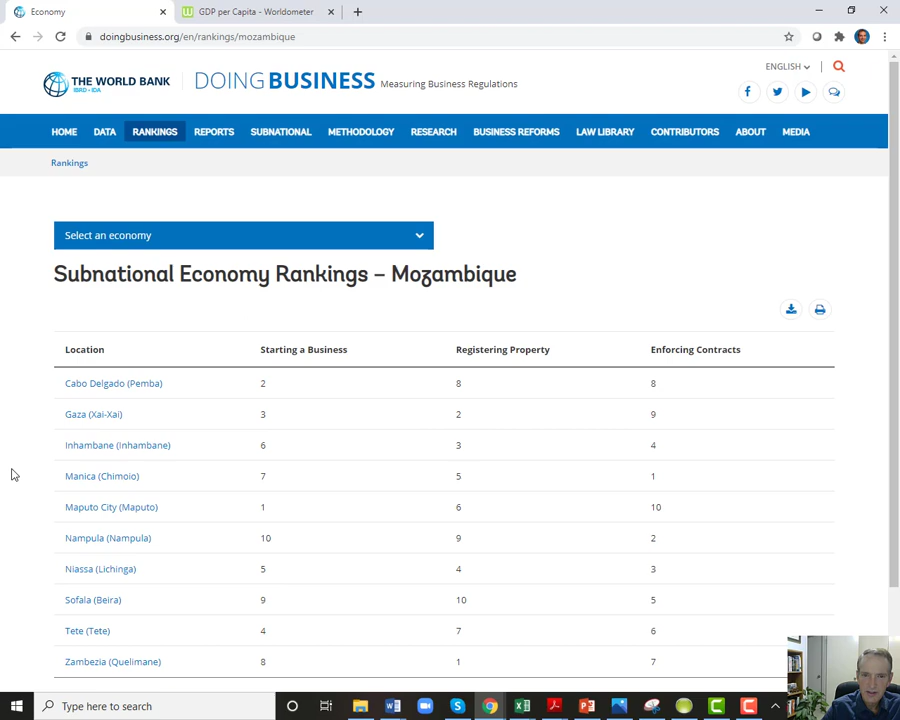 Economy
GDP per Capita - Worldometer
doingbusiness.org/en/rankings/mozambique
THE WORLD BANK
IBRD • IDA
DOING BUSINESS Measuring Business Regulations
ENGLISH
HOME DATA RANKINGS REPORTS SUBNATIONAL METHODOLOGY RESEARCH BUSINESS REFORMS LAW LIBRARY CONTRIBUTORS ABOUT MEDIA
Rankings
Select an economy
Subnational Economy Rankings – Mozambique
Location Starting a Business Registering Property Enforcing Contracts
Cabo Delgado (Pemba) 2 8 8
Gaza (Xai-Xai) 3 2 9
Inhambane (Inhambane) 6 3 4
Manica (Chimoio) 7 5 1
Maputo City (Maputo) 1 6 10
Nampula (Nampula) 10 9 2
Niassa (Lichinga) 5 4 3
Sofala (Beira) 9 10 5
Tete (Tete) 4 7 6
Zambezia (Quelimane) 8 1 7
Type here to search